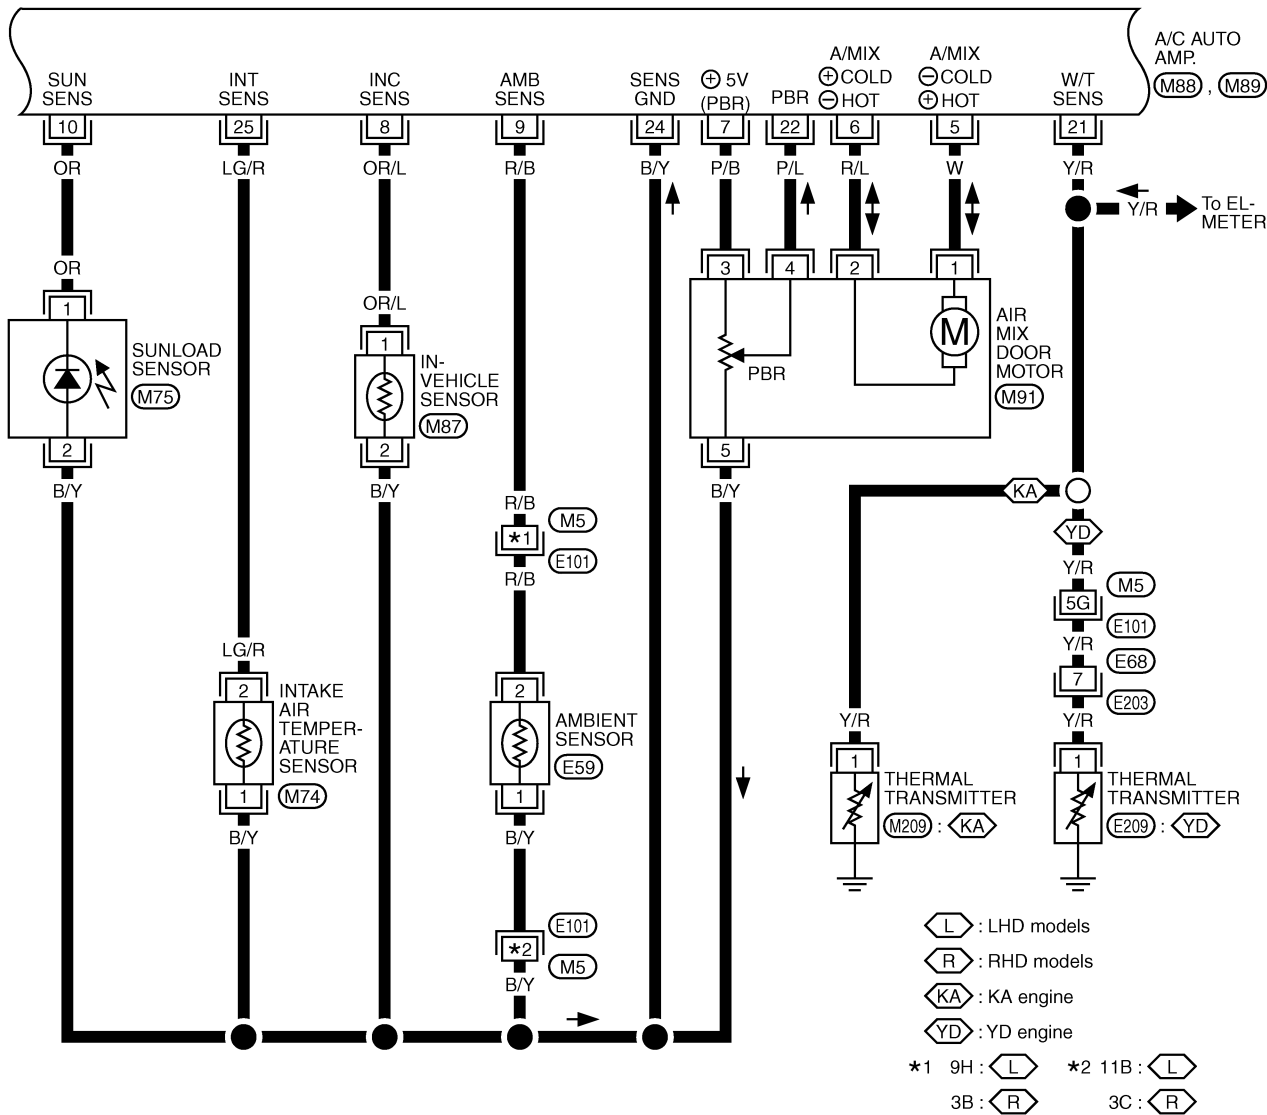 A/C AUTO
AMP.
M88 , M89
SUN
SENS
INT
SENS
INC
SENS
AMB
SENS
SENS
GND
⊕ 5V
(PBR)
PBR
A/MIX
⊕ COLD
⊖ HOT
A/MIX
⊖ COLD
⊕ HOT
W/T
SENS
10
25
8
9
24
7
22
6
5
21
OR
LG/R
OR/L
R/B
B/Y
P/B
P/L
R/L
W
Y/R
Y/R
To EL-
METER
OR
1
SUNLOAD
SENSOR
M75
2
B/Y
OR/L
1
IN-
VEHICLE
SENSOR
M87
2
B/Y
3
4
2
1
M
PBR
AIR
MIX
DOOR
MOTOR
M91
5
B/Y
R/B
M5
*1
E101
R/B
KA
YD
Y/R
M5
5G
E101
Y/R
E68
7
E203
LG/R
2
INTAKE
AIR
TEMPER-
ATURE
SENSOR
1
M74
B/Y
2
AMBIENT
SENSOR
E59
1
B/Y
Y/R
1
THERMAL
TRANSMITTER
M209 : KA
Y/R
1
THERMAL
TRANSMITTER
E209 : YD
E101
*2
M5
B/Y
L : LHD models
R : RHD models
KA : KA engine
YD : YD engine
*1 9H : L
3B : R
*2 11B : L
3C : R